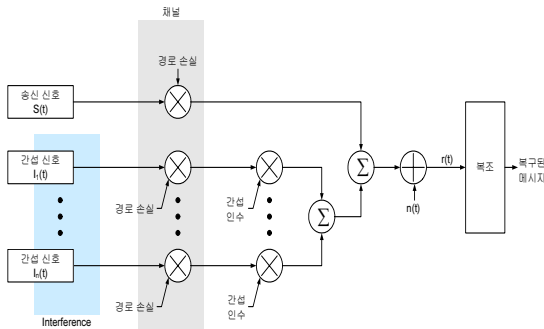 채널
경로 손실
송신 신호
S(t)
간섭 신호
I₁(t)
경로 손실
간섭
인수
Σ
Σ
r(t)
n(t)
복조
복구된
메시지
간섭 신호
Iₙ(t)
경로 손실
간섭
인수
Interference